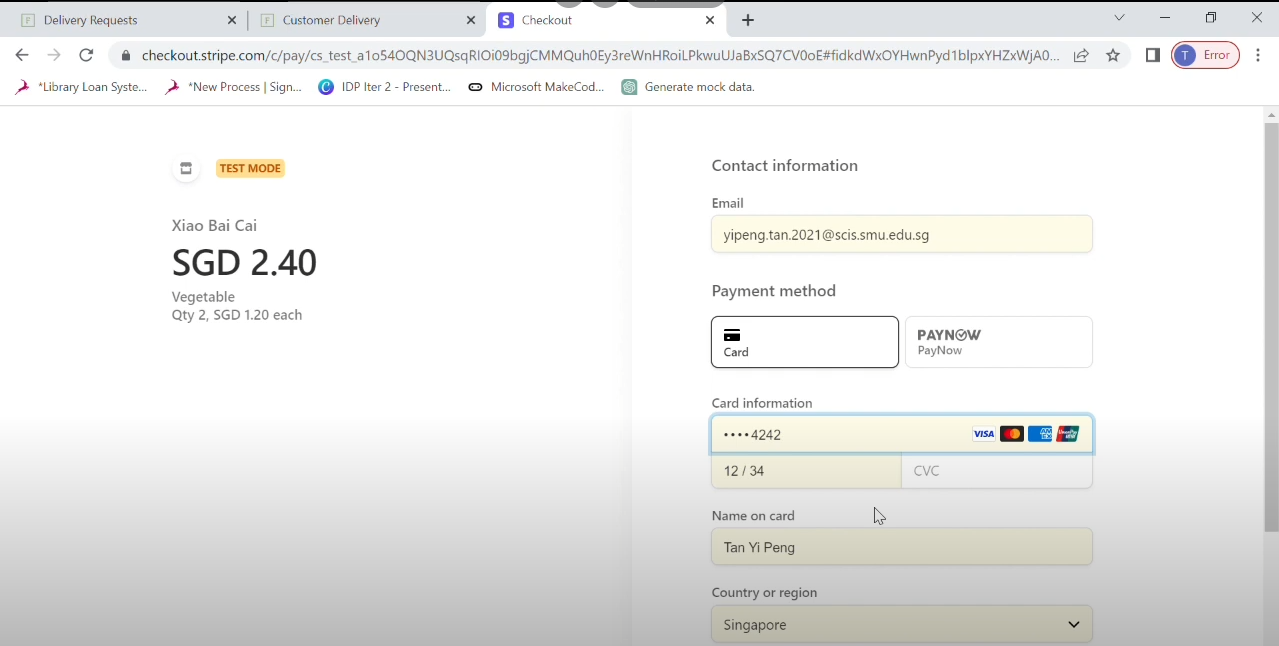 Delivery Requests
Customer Delivery
Checkout
checkout.stripe.com/c/pay/cs_test_a1o54OQN3UQsgRIOi09bgjCMMQuh0Ey3reWnHRoiLPkwuUJaBxSQ7CV0oE#fidkdWxOYHwnPyd1blpxYHZxWjA0...
T Error
*Library Loan Syste...
*New Process | Sign...
IDP Iter 2 - Present...
Microsoft MakeCod...
Generate mock data.
TEST MODE
Xiao Bai Cai
SGD 2.40
Vegetable
Qty 2, SGD 1.20 each
Contact information
Email
yipeng.tan.2021@scis.smu.edu.sg
Payment method
Card
PAYNOW
PayNow
Card information
••••4242
VISA
12 / 34
CVC
Name on card
Tan Yi Peng
Country or region
Singapore